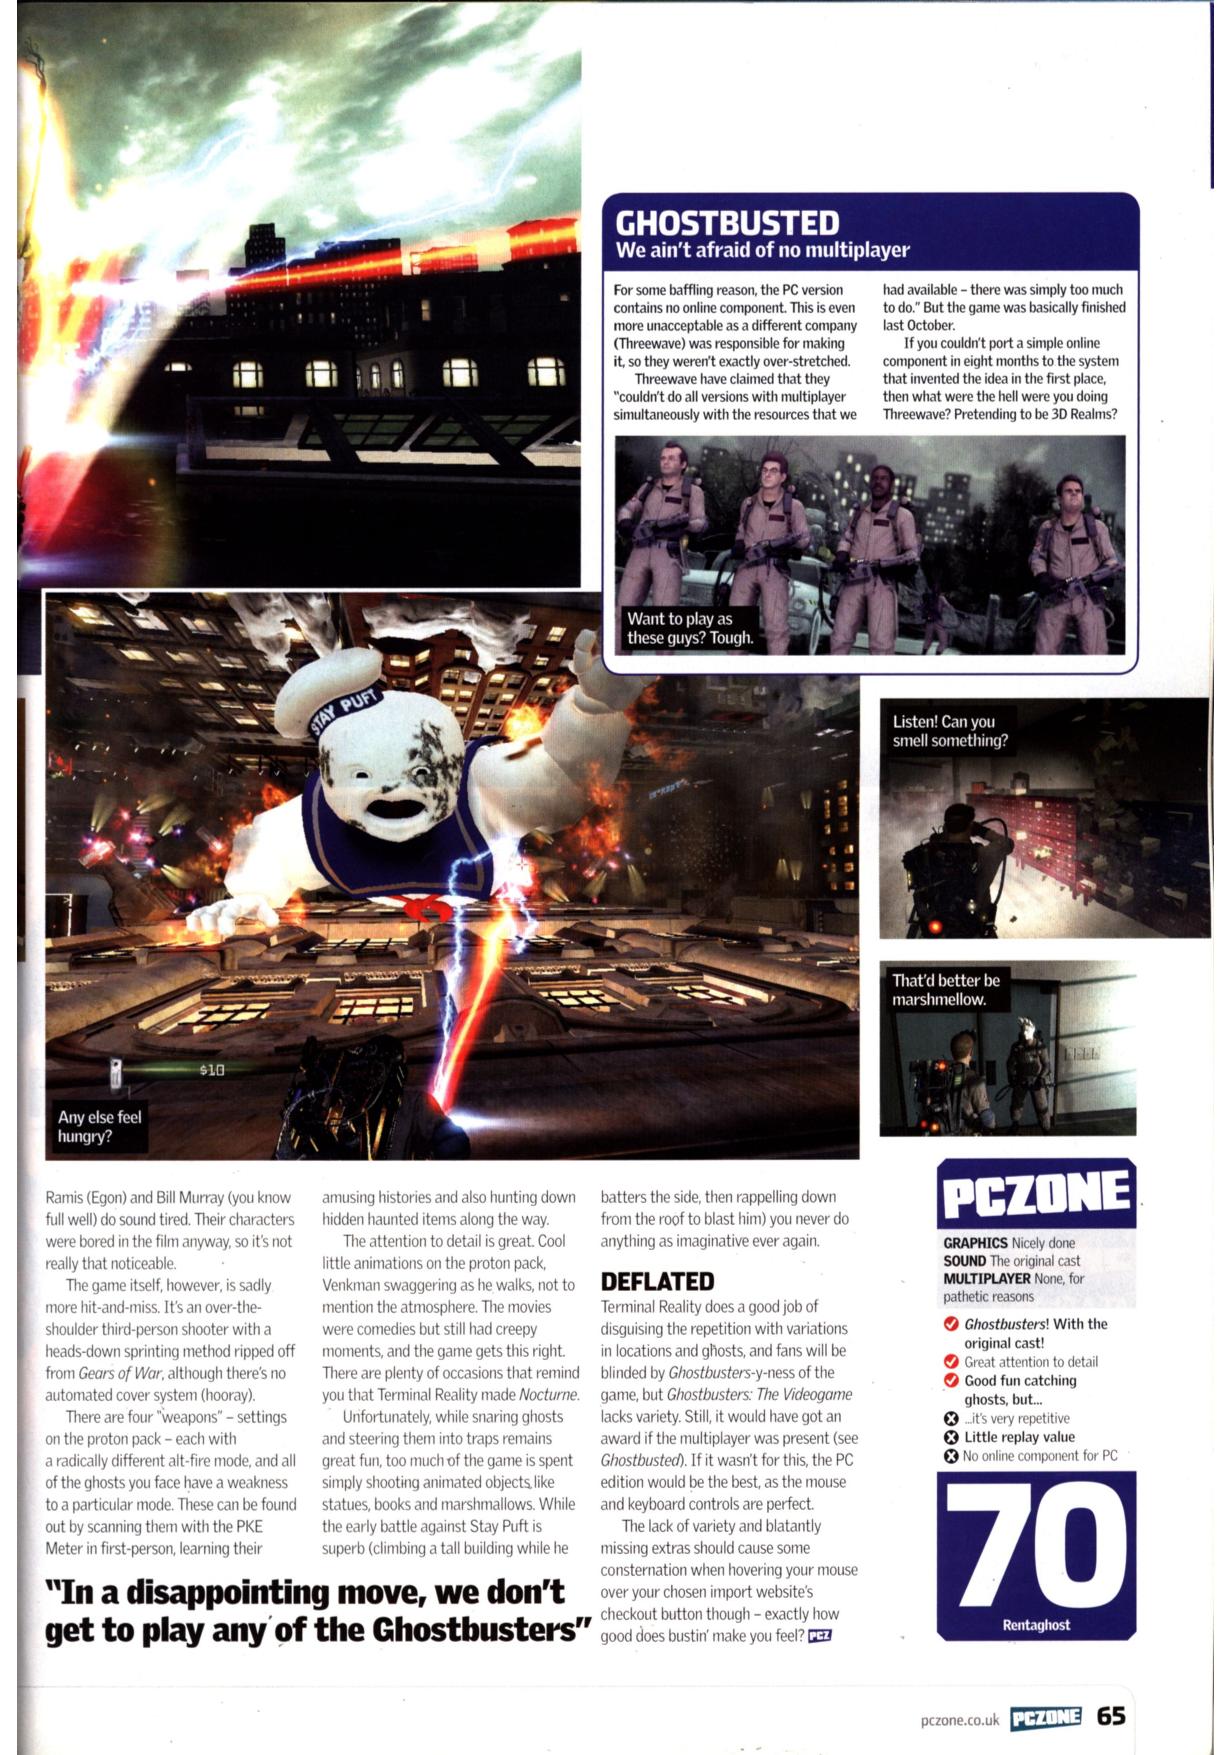 GHOSTBUSTED
We ain't afraid of no multiplayer
For some baffling reason, the PC version
contains no online component. This is even
more unacceptable as a different company
(Threewave) was responsible for making
it, so they weren't exactly over-stretched.
Threewave have claimed that they
"couldn't do all versions with multiplayer
simultaneously with the resources that we
had available – there was simply too much
to do." But the game was basically finished
last October.
If you couldn't port a simple online
component in eight months to the system
that invented the idea in the first place,
then what were the hell were you doing
Threewave? Pretending to be 3D Realms?
Want to play as
these guys? Tough.
STAY PUFT
$10
Any else feel
hungry?
Listen! Can you
smell something?
That'd better be
marshmellow.
Ramis (Egon) and Bill Murray (you know
full well) do sound tired. Their characters
were bored in the film anyway, so it's not
really that noticeable.
The game itself, however, is sadly
more hit-and-miss. It's an over-the-
shoulder third-person shooter with a
heads-down sprinting method ripped off
from Gears of War, although there's no
automated cover system (hooray).
There are four "weapons" – settings
on the proton pack – each with
a radically different alt-fire mode, and all
of the ghosts you face have a weakness
to a particular mode. These can be found
out by scanning them with the PKE
Meter in first-person, learning their
amusing histories and also hunting down
hidden haunted items along the way.
The attention to detail is great. Cool
little animations on the proton pack,
Venkman swaggering as he walks, not to
mention the atmosphere. The movies
were comedies but still had creepy
moments, and the game gets this right.
There are plenty of occasions that remind
you that Terminal Reality made Nocturne.
Unfortunately, while snaring ghosts
and steering them into traps remains
great fun, too much of the game is spent
simply shooting animated objects like
statues, books and marshmallows. While
the early battle against Stay Puft is
superb (climbing a tall building while he
batters the side, then rappelling down
from the roof to blast him) you never do
anything as imaginative ever again.
DEFLATED
Terminal Reality does a good job of
disguising the repetition with variations
in locations and ghosts, and fans will be
blinded by Ghostbusters-y-ness of the
game, but Ghostbusters: The Videogame
lacks variety. Still, it would have got an
award if the multiplayer was present (see
Ghostbusted). If it wasn't for this, the PC
edition would be the best, as the mouse
and keyboard controls are perfect.
The lack of variety and blatantly
missing extras should cause some
consternation when hovering your mouse
over your chosen import website's
checkout button though – exactly how
good does bustin' make you feel? PCZ
"In a disappointing move, we don't
get to play any of the Ghostbusters"
PCZONE
GRAPHICS Nicely done
SOUND The original cast
MULTIPLAYER None, for
pathetic reasons
Ghostbusters! With the
original cast!
Great attention to detail
Good fun catching
ghosts, but...
...it's very repetitive
Little replay value
No online component for PC
70
Rentaghost
pczone.co.uk PCZONE 65